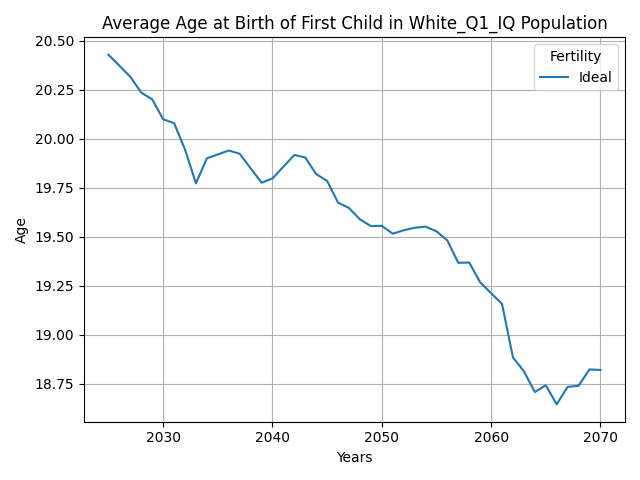 Average Age at Birth of First Child in White_Q1_IQ Population
Fertility
Ideal
20.50
20.25
20.00
19.75
19.50
19.25
19.00
18.75
Age
2030 2040 2050 2060 2070
Years